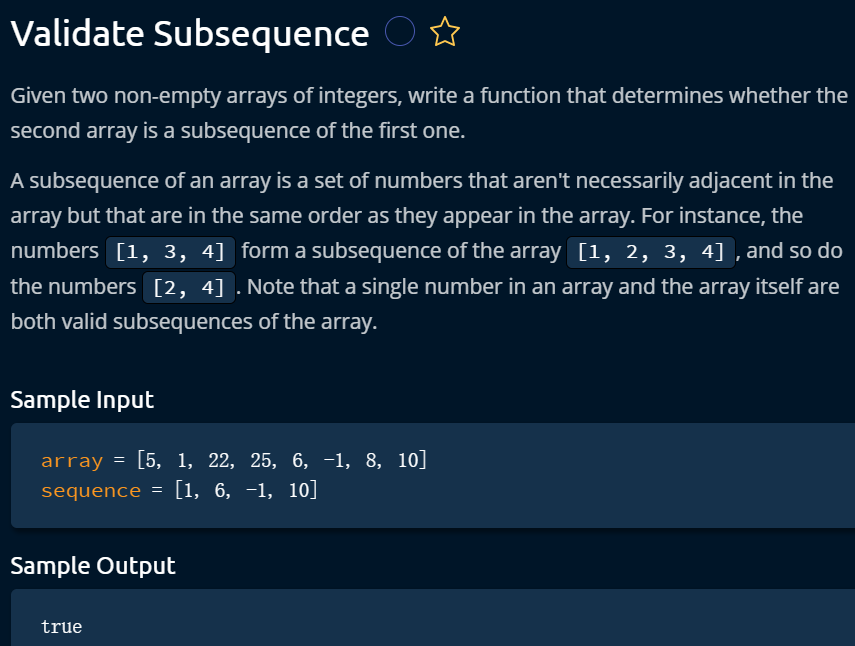 Validate Subsequence
Given two non-empty arrays of integers, write a function that determines whether the
second array is a subsequence of the first one.
A subsequence of an array is a set of numbers that aren't necessarily adjacent in the
array but that are in the same order as they appear in the array. For instance, the
numbers [1, 3, 4] form a subsequence of the array [1, 2, 3, 4] , and so do
the numbers [2, 4] . Note that a single number in an array and the array itself are
both valid subsequences of the array.
Sample Input
array = [5, 1, 22, 25, 6, -1, 8, 10]
sequence = [1, 6, -1, 10]
Sample Output
true